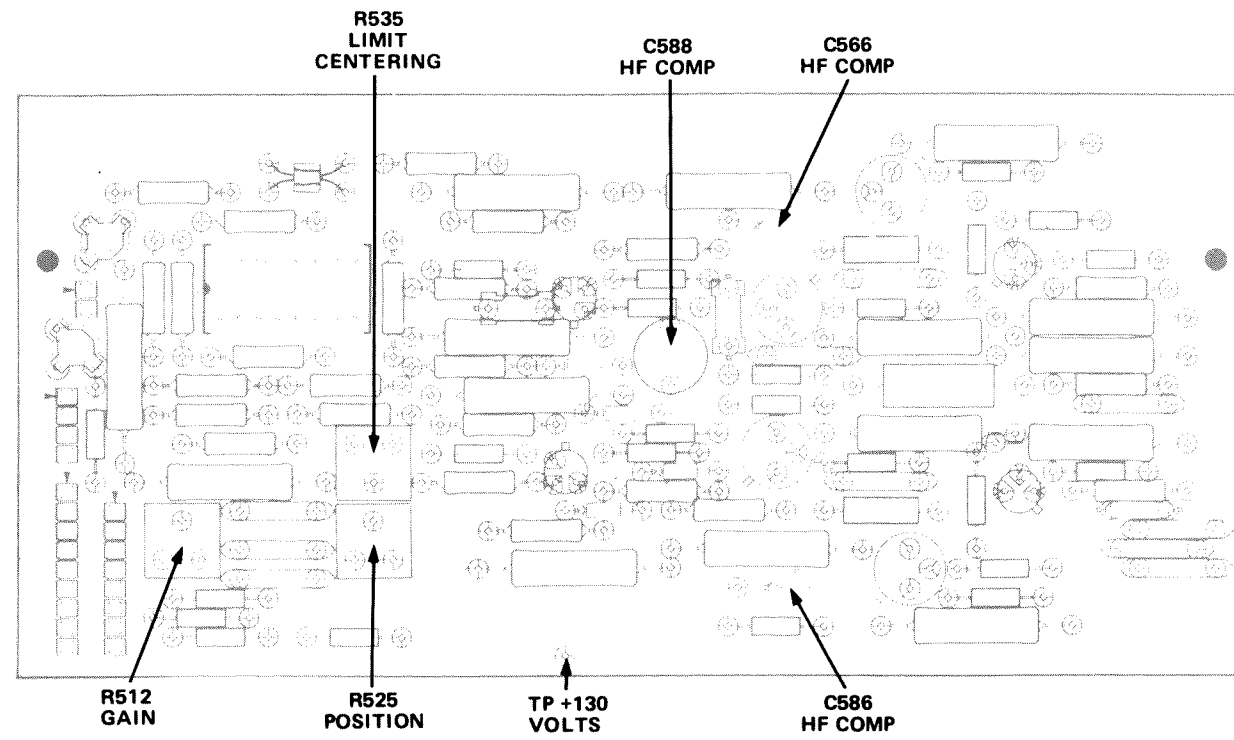 R535
LIMIT
CENTERING
C588
HF COMP
C566
HF COMP
R512
GAIN
R525
POSITION
TP +130
VOLTS
C586
HF COMP